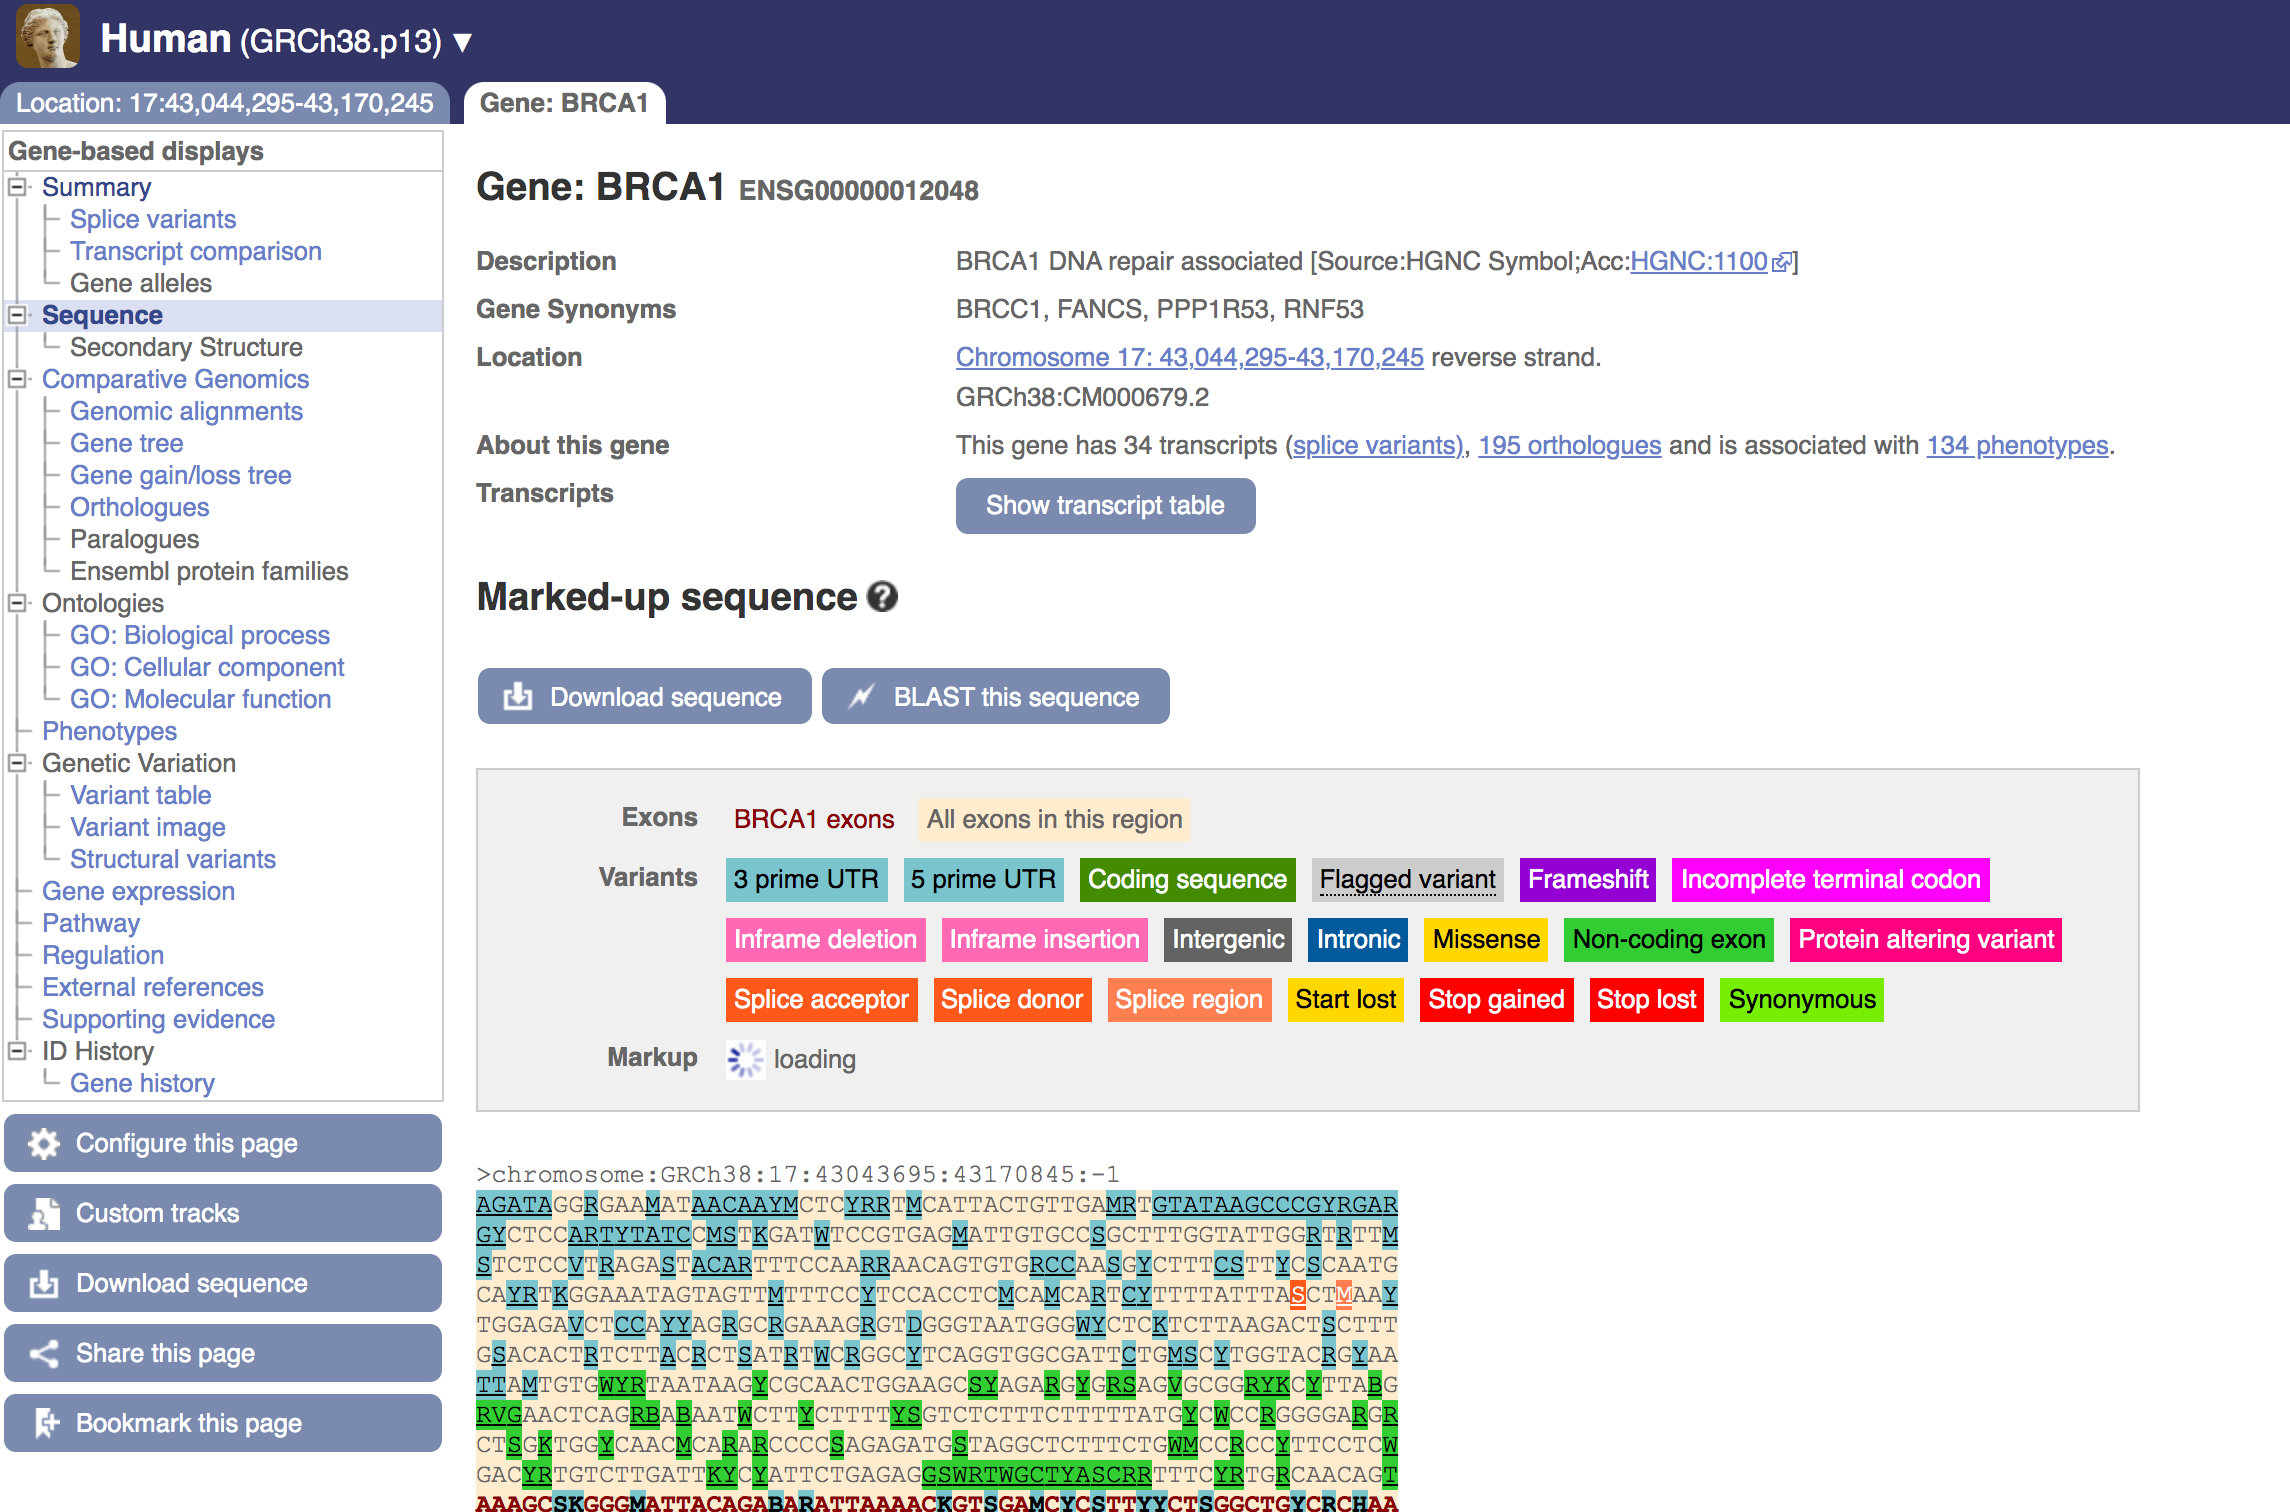 Human (GRCh38.p13) ▼
Location: 17:43,044,295-43,170,245
Gene: BRCA1
Gene-based displays
Summary
Splice variants
Transcript comparison
Gene alleles
Sequence
Secondary Structure
Comparative Genomics
Genomic alignments
Gene tree
Gene gain/loss tree
Orthologues
Paralogues
Ensembl protein families
Ontologies
GO: Biological process
GO: Cellular component
GO: Molecular function
Phenotypes
Genetic Variation
Variant table
Variant image
Structural variants
Gene expression
Pathway
Regulation
External references
Supporting evidence
ID History
Gene history
Configure this page
Custom tracks
Download sequence
Share this page
Bookmark this page
Gene: BRCA1 ENSG00000012048
Description BRCA1 DNA repair associated [Source:HGNC Symbol;Acc:HGNC:1100]
Gene Synonyms BRCC1, FANCS, PPP1R53, RNF53
Location Chromosome 17: 43,044,295-43,170,245 reverse strand.
GRCh38:CM000679.2
About this gene This gene has 34 transcripts (splice variants), 195 orthologues and is associated with 134 phenotypes.
Transcripts Show transcript table
Marked-up sequence ?
Download sequence BLAST this sequence
Exons BRCA1 exons All exons in this region
Variants 3 prime UTR 5 prime UTR Coding sequence Flagged variant Frameshift Incomplete terminal codon
Inframe deletion Inframe insertion Intergenic Intronic Missense Non-coding exon Protein altering variant
Splice acceptor Splice donor Splice region Start lost Stop gained Stop lost Synonymous
Markup loading
>chromosome:GRCh38:17:43043695:43170845:-1
AGATAGGRGAAMATAACAAYMCTCYRRTMCATTACTGTTGAMRTGTATAAGCCCGYRGAR
GYCTCCARTYTATCCMSTKGATWTCCGTGAGMATTGTGCCSGCTTTGGTATTGGRTRTTM
STCTCCVTRAGASTACARTTTCCAARRAACAGTGTGRCCAASGYCTTTCSTTYCSCAATG
CAYRTKGGAAATAGTAGTTMTTTCCYTCCACCTCMCAMCARTCYTTTTATTTASCTMAAY
TGGAGAVCTCCAYYAGRGCRGAAAGRGTDGGGTAATGGGWYCTCKTCTTAAGACTSCTTT
GSACACTRTCTTACRCTSATRTWCRGGCYTCAGGTGGCGATTCTGMSCYTGGTACRGYAA
TTAMTGTGWYRTAATAAGYCGCAACTGGAAGCSYAGARGYGRSAGVGCGGRYKCYTTABG
RVGAACTCAGRBABAATWCTTYCTTTTYSGTCTCTTTCTTTTTATGYCWCCRGGGGARGR
CTSGKTGGYCAACMCARARCCCCSAGAGATGSTAGGCTCTTTCTGWMCCRCCYTTCCTCW
GACYRTGTCTTGATTKYCYATTCTGAGAGGSWRTWGCTYASCRRTTTCYRTGRCAACAGT
AAAGCSKGGGMATTACAGABARATTAAAACKGTSGAMCYCSTTYYCTSGGCTGYCRCHAA